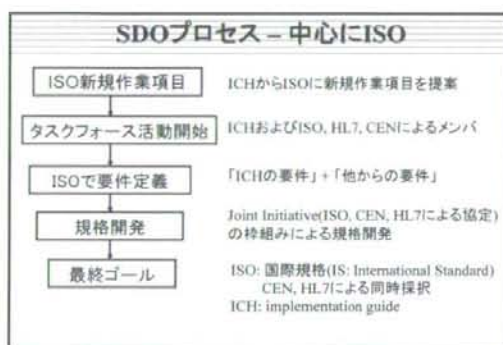 SDOプロセス – 中心にISO
ISO新規作業項目
ICHからISOに新規作業項目を提案
タスクフォース活動開始
ICHおよびISO, HL7, CENによるメンバ
ISOで要件定義
「ICHの要件」+「他からの要件」
規格開発
Joint Initiative(ISO, CEN, HL7による協定)
の枠組みによる規格開発
最終ゴール
ISO: 国際規格(IS: International Standard)
CEN, HL7による同時採択
ICH: implementation guide